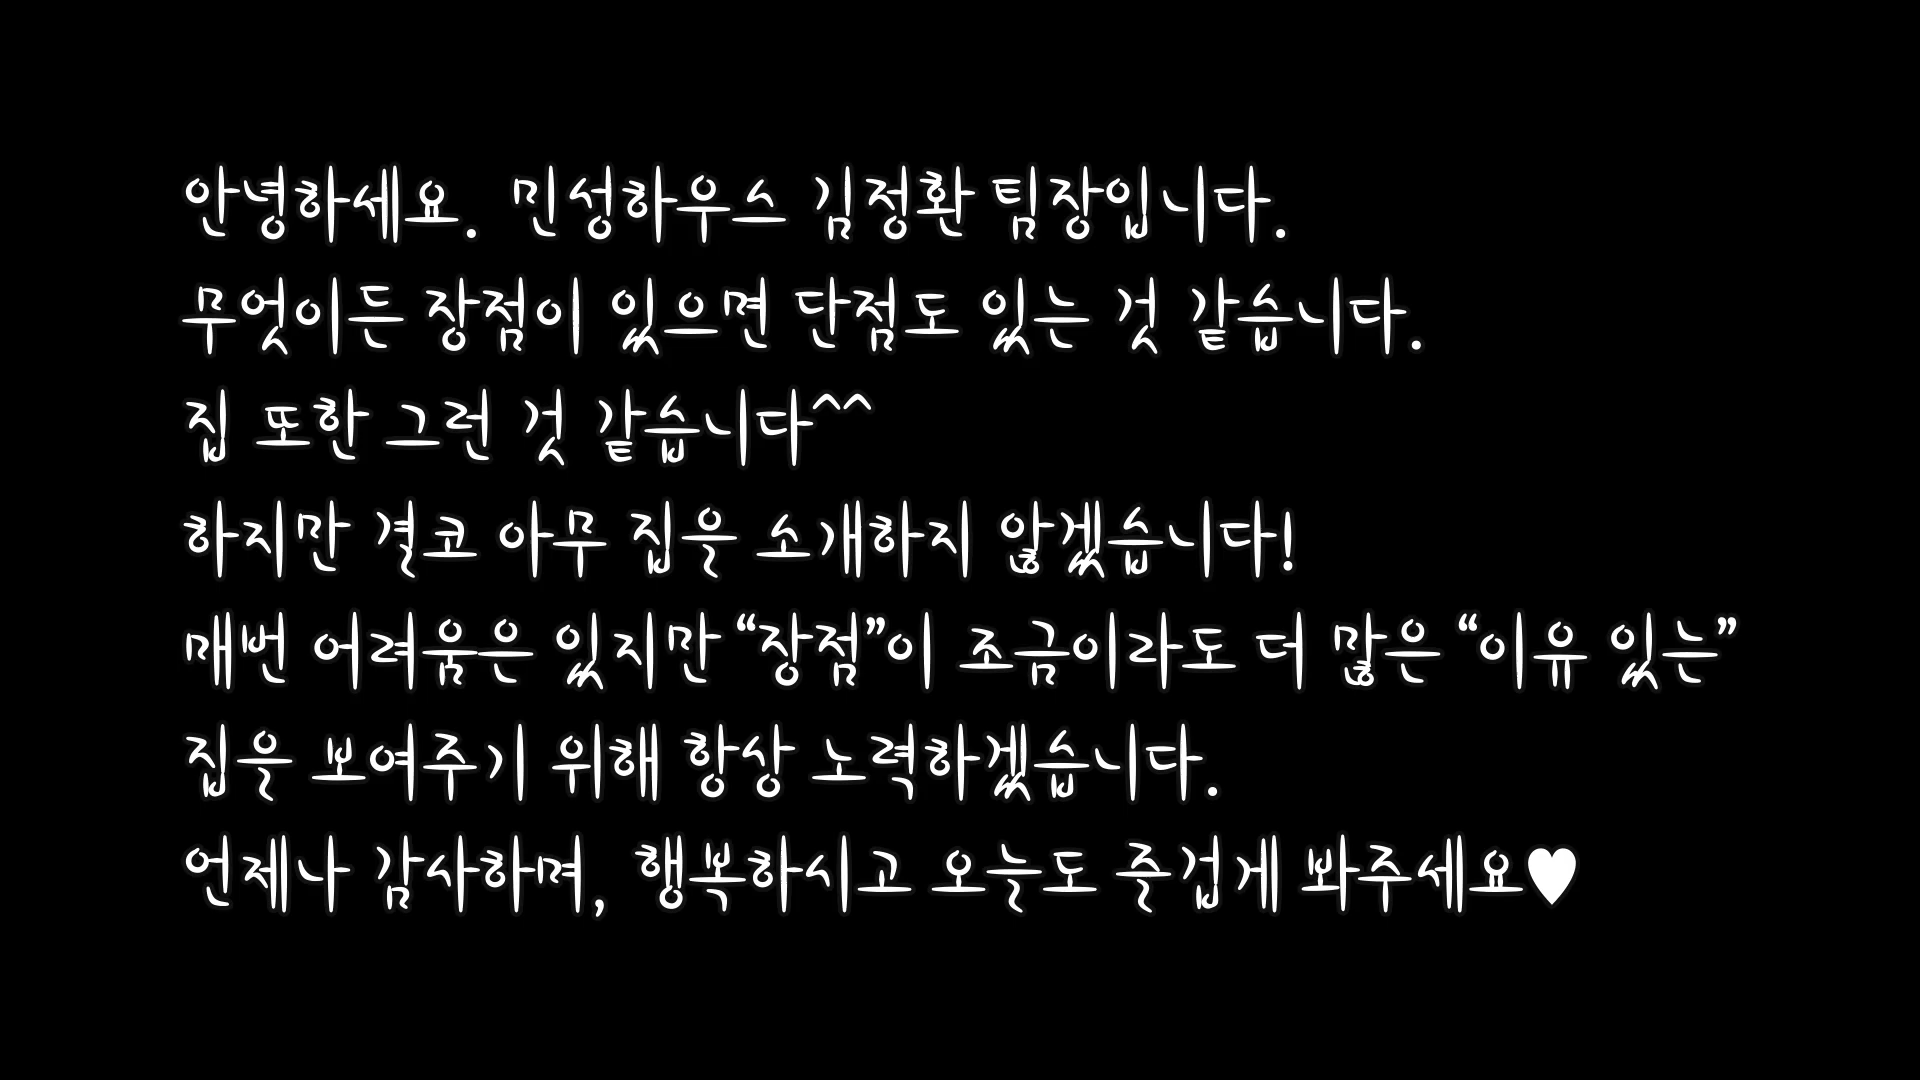 안녕하세요. 민성하우스 김정환 팀장입니다.
무엇이든 장점이 있으면 단점도 있는 것 같습니다.
집 또한 그런 것 같습니다^^
하지만 결코 아무 집을 소개하지 않겠습니다!
매번 어려움은 있지만 “장점”이 조금이라도 더 많은 “이유 있는”
집을 보여주기 위해 항상 노력하겠습니다.
언제나 감사하며, 행복하시고 오늘도 즐겁게 봐주세요♥